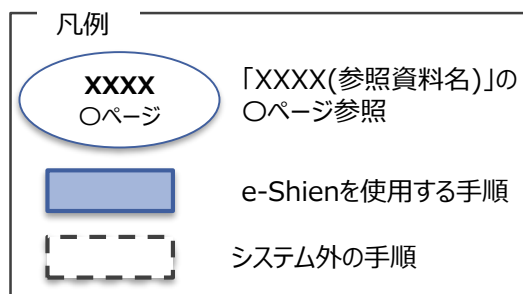 凡例
XXXX
〇ページ
「XXXX(参照資料名)」の
〇ページ参照
e-Shienを使用する手順
システム外の手順